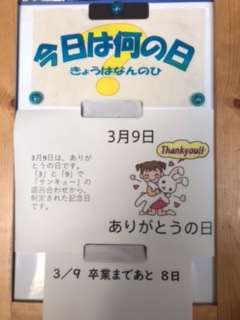 今日は何の日
きょうはなんのひ
?
3月9日
3月9日は、ありが
とうの日です。
「3」と「9」で
「サンキュー」の
語呂合わせから、
制定された記念日
です。
Thankyou!!
ありがとうの日
3/9 卒業まであと 8日